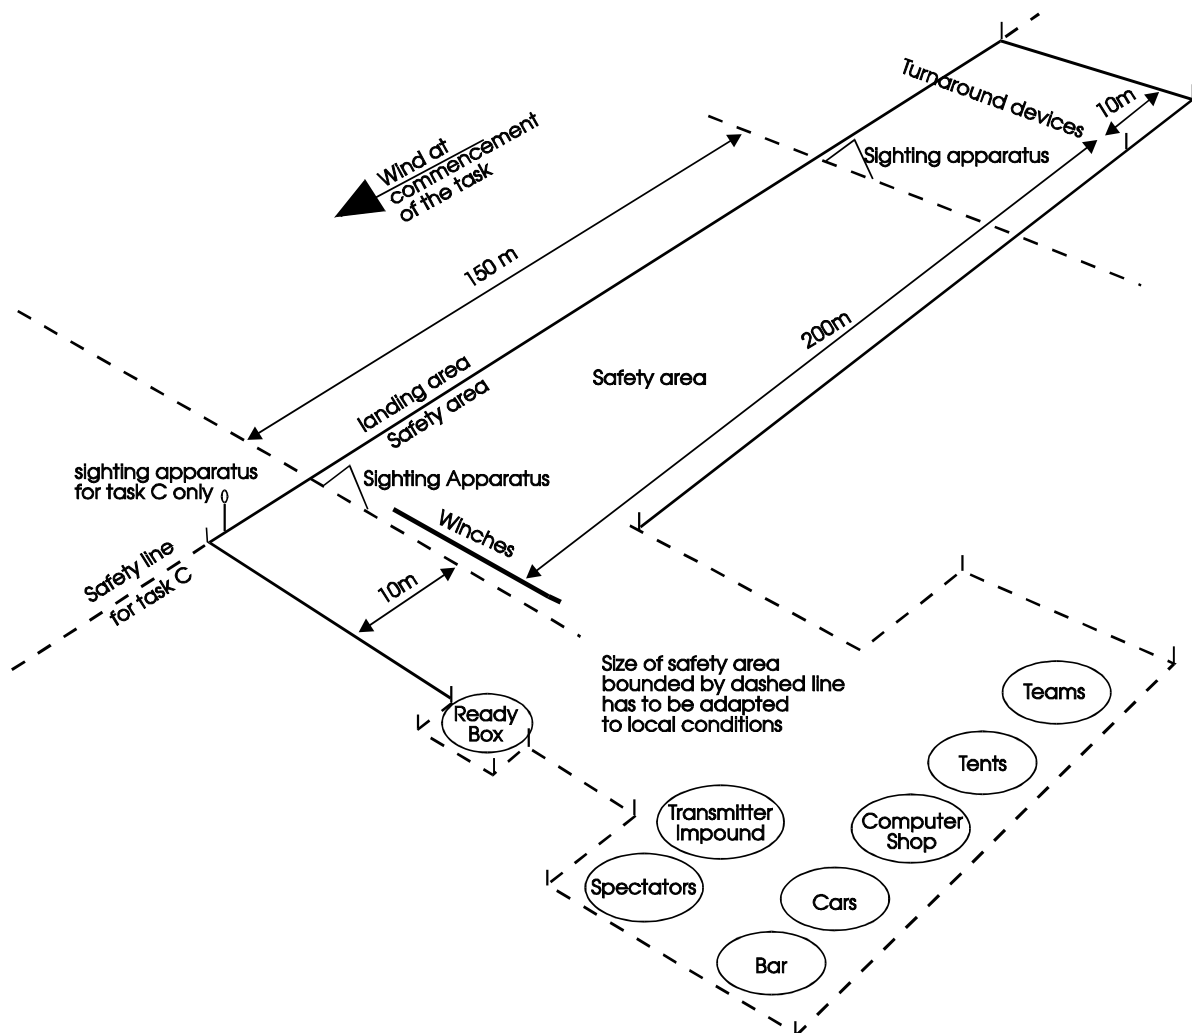 Turnaround devices
10m
Wind at
commencement
of the task
Sighting apparatus
150 m
200m
landing area
Safety area
Safety area
sighting apparatus
for task C only
Sighting Apparatus
Winches
Safety line
for task C
10m
Size of safety area
bounded by dashed line
has to be adapted
to local conditions
Teams
Ready
Box
Tents
Transmitter
Impound
Computer
Shop
Spectators
Cars
Bar